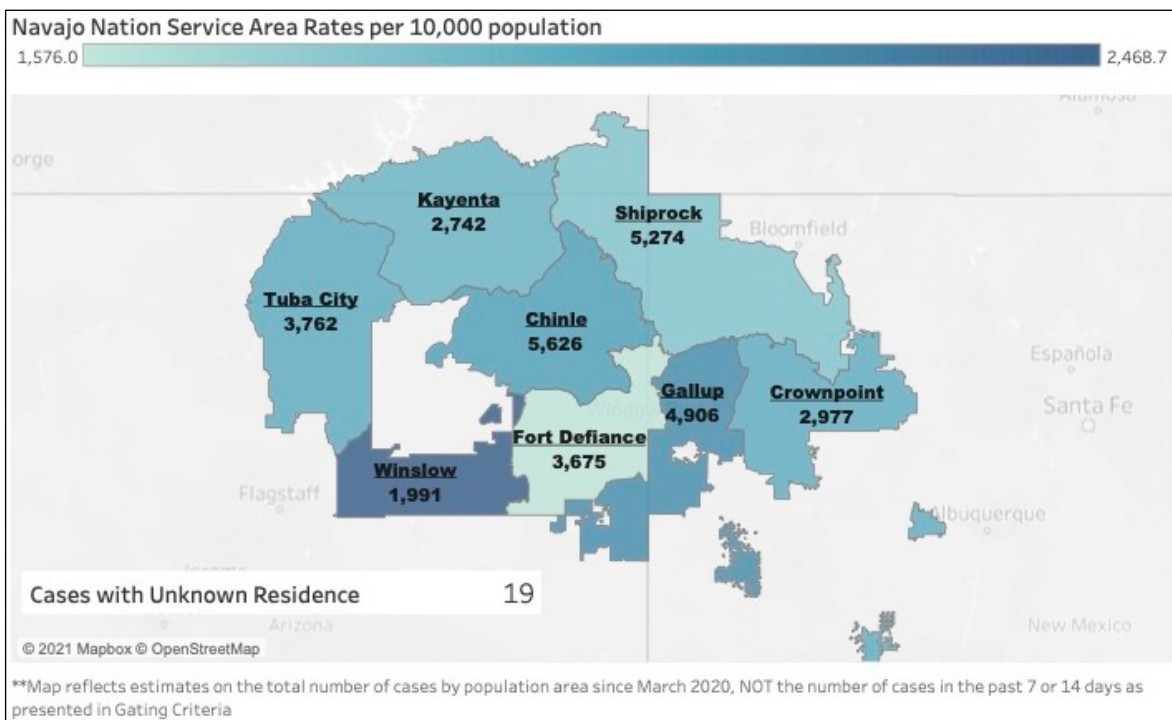 Navajo Nation Service Area Rates per 10,000 population
1,576.0
2,468.7
Alamosa
orge
Kayenta
2,742
Shiprock
5,274
Bloomfield
Tuba City
3,762
Chinle
5,626
Española
Gallup
4,906
Crownpoint
2,977
Santa Fe
Fort Defiance
3,675
Winslow
1,991
Flagstaff
Albuquerque
Cases with Unknown Residence 19
Arizona
New Mexico
© 2021 Mapbox © OpenStreetMap
**Map reflects estimates on the total number of cases by population area since March 2020, NOT the number of cases in the past 7 or 14 days as
presented in Gating Criteria